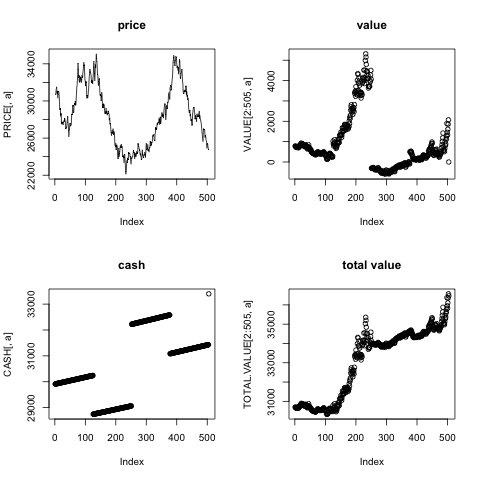 price
PRICE[, a]
22000 26000 30000 34000
0 100 200 300 400 500
Index
value
VALUE[2:505, a]
0 2000 4000
0 100 200 300 400 500
Index
cash
CASH[, a]
29000 31000 33000
0 100 200 300 400 500
Index
total value
TOTAL.VALUE[2:505, a]
31000 33000 35000
0 100 200 300 400 500
Index